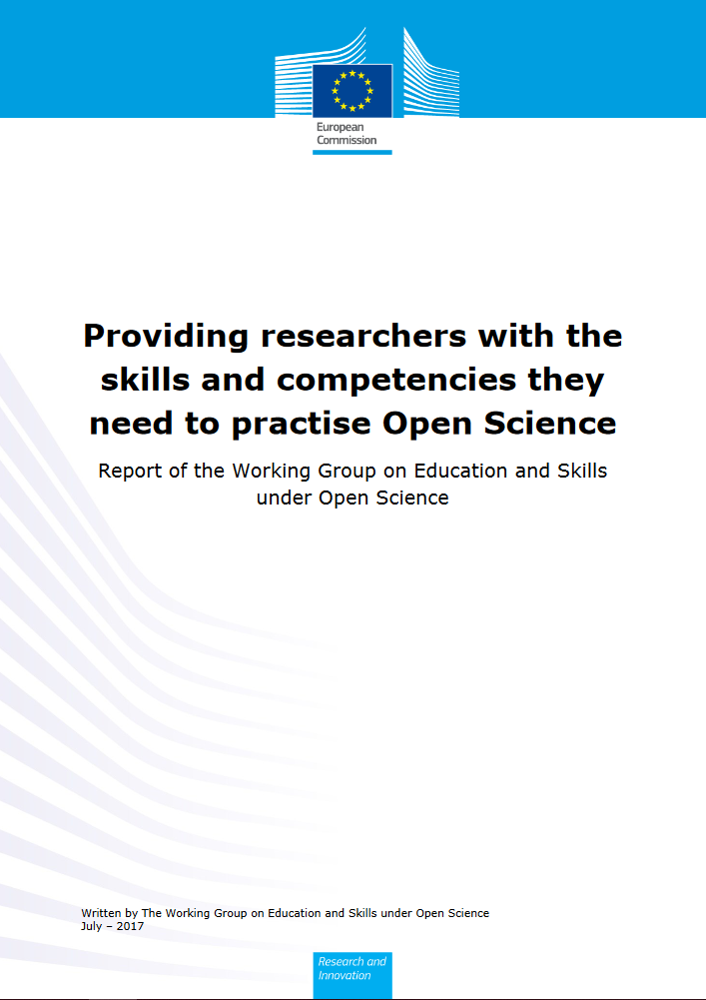 European
Commission
Providing researchers with the
skills and competencies they
need to practise Open Science
Report of the Working Group on Education and Skills
under Open Science
Written by The Working Group on Education and Skills under Open Science
July – 2017
Research and
Innovation